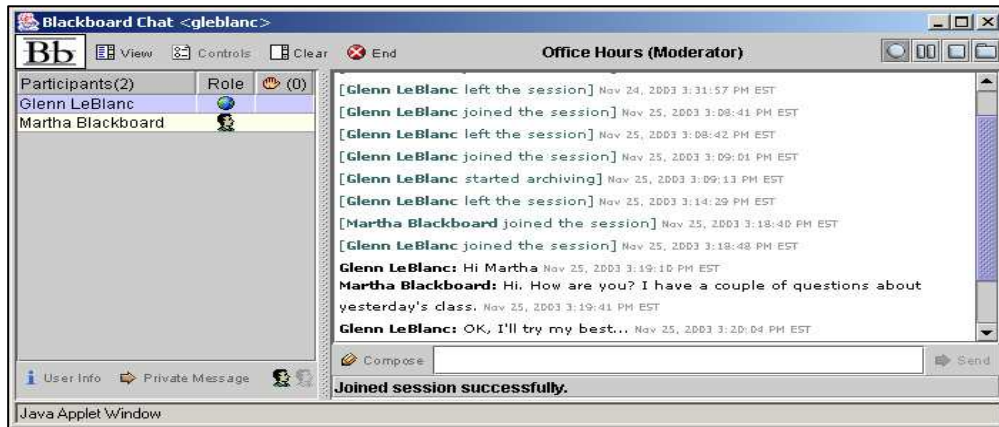 Blackboard Chat <gleblanc>
Bb View Controls Clear End Office Hours (Moderator)
Participants(2) Role (0)
Glenn LeBlanc
Martha Blackboard
[Glenn LeBlanc left the session] Nov 24, 2003 3:31:57 PM EST
[Glenn LeBlanc joined the session] Nov 25, 2003 3:08:41 PM EST
[Glenn LeBlanc left the session] Nov 25, 2003 3:08:42 PM EST
[Glenn LeBlanc joined the session] Nov 25, 2003 3:09:01 PM EST
[Glenn LeBlanc started archiving] Nov 25, 2003 3:09:13 PM EST
[Glenn LeBlanc left the session] Nov 25, 2003 3:14:29 PM EST
[Martha Blackboard joined the session] Nov 25, 2003 3:18:40 PM EST
[Glenn LeBlanc joined the session] Nov 25, 2003 3:18:48 PM EST
Glenn LeBlanc: Hi Martha Nov 25, 2003 3:19:10 PM EST
Martha Blackboard: Hi. How are you? I have a couple of questions about
yesterday's class. Nov 25, 2003 3:19:41 PM EST
Glenn LeBlanc: OK, I'll try my best... Nov 25, 2003 3:20:04 PM EST
Compose Send
User Info Private Message
Joined session successfully.
Java Applet Window